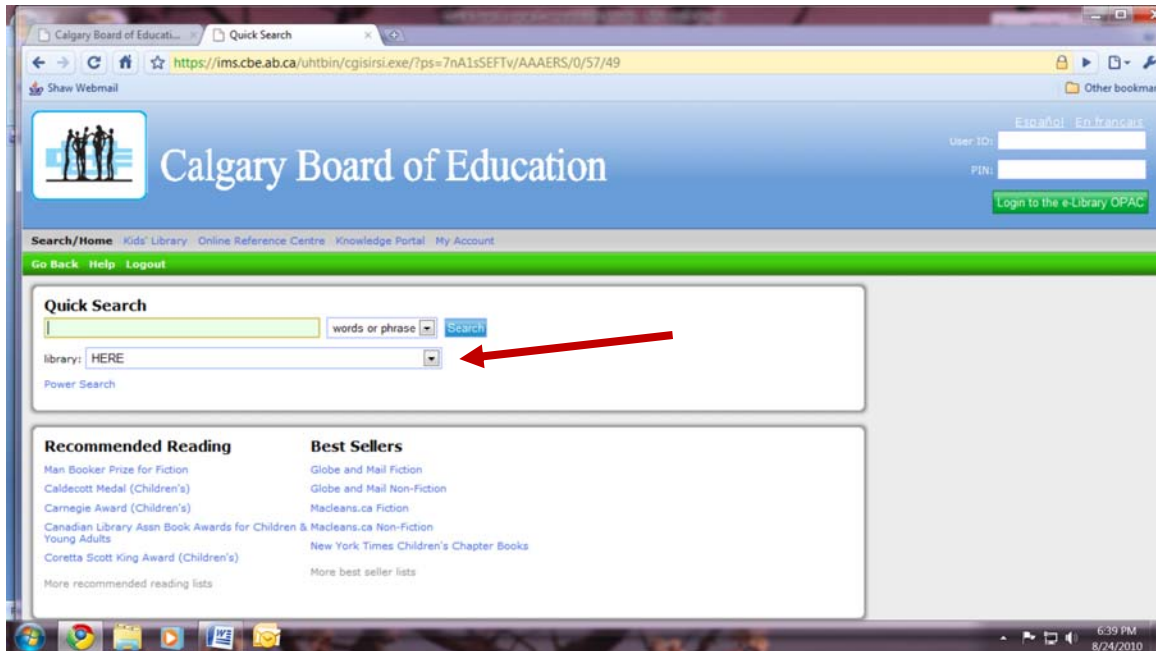 Calgary Board of Educati... Quick Search
https://ims.cbe.ab.ca/uhtbin/cgisirsi.exe/?ps=7nA1sSEFTv/AAAERS/0/57/49
Shaw Webmail Other bookmar
Español En français
User ID:
Calgary Board of Education
PIN:
Login to the e-Library OPAC
Search/Home Kids' Library Online Reference Centre Knowledge Portal My Account
Go Back Help Logout
Quick Search
words or phrase Search
library: HERE
Power Search
Recommended Reading Best Sellers
Man Booker Prize for Fiction Globe and Mail Fiction
Caldecott Medal (Children's) Globe and Mail Non-Fiction
Carnegie Award (Children's) Macleans.ca Fiction
Canadian Library Assn Book Awards for Children & Macleans.ca Non-Fiction
Young Adults
New York Times Children's Chapter Books
Coretta Scott King Award (Children's)
More best seller lists
More recommended reading lists
6:39 PM
8/24/2010